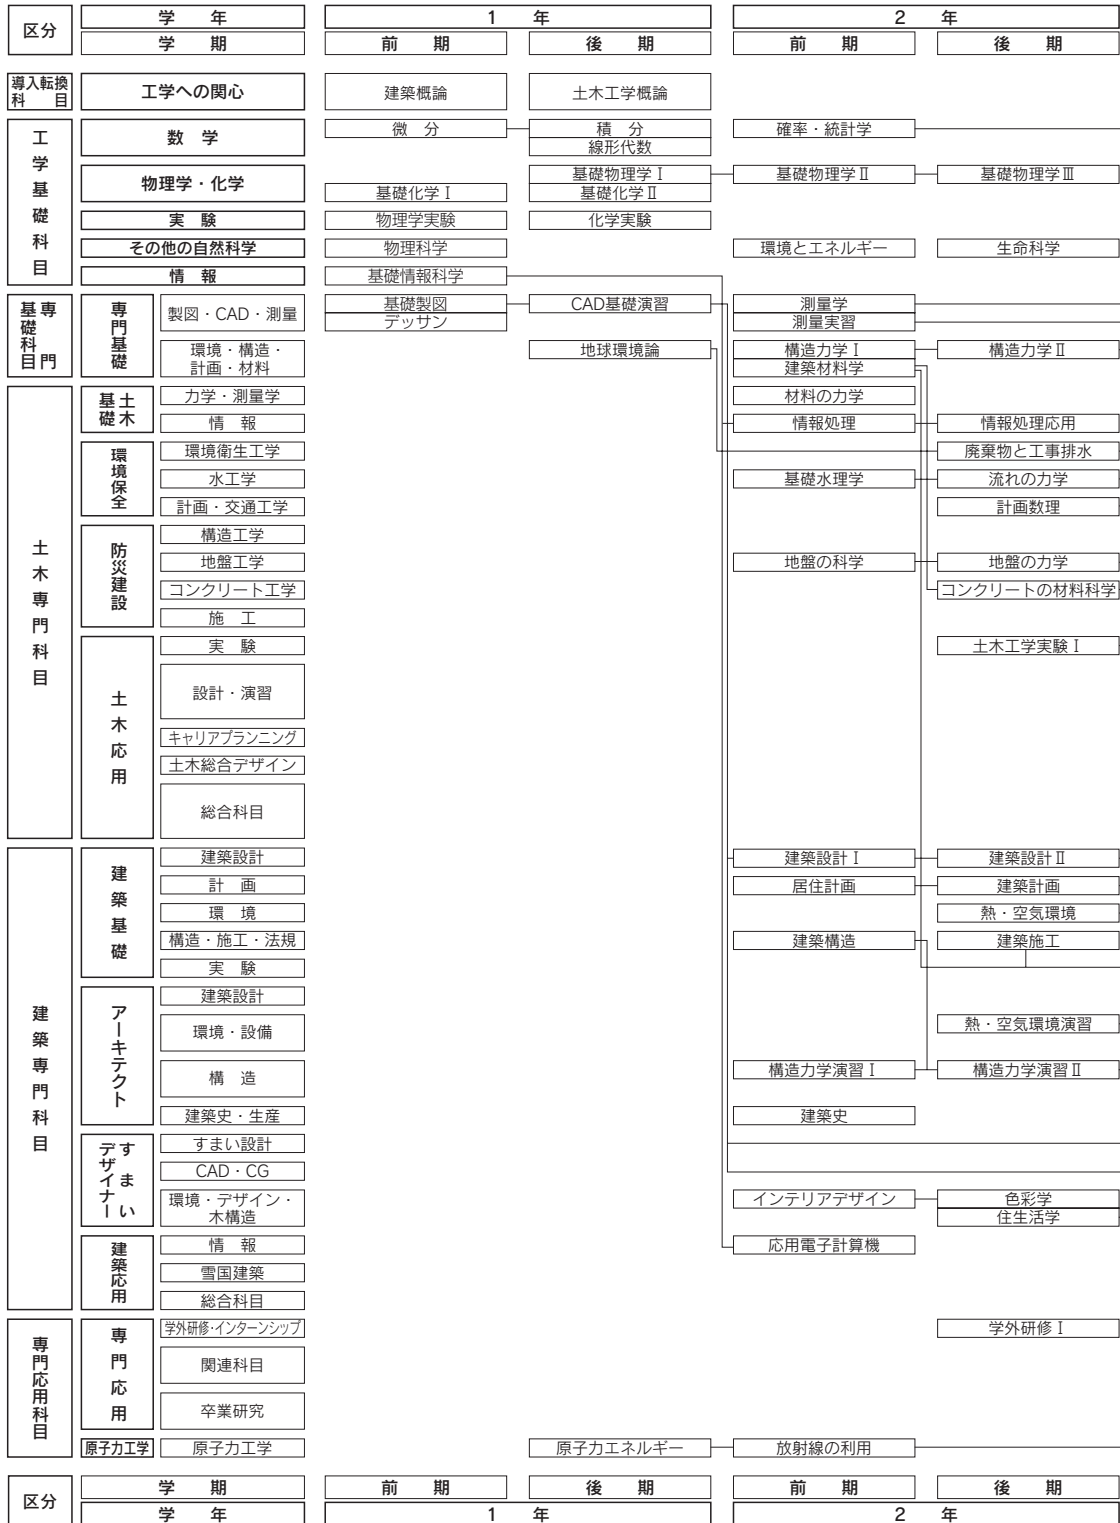 区分 学　年 1　年 2　年
学　期 前　期 後　期 前　期 後　期
導入転換科　目 工学への関心 建築概論 土木工学概論
工学基礎科目 数　学 微　分 積　分 確率・統計学
線形代数
物理学・化学 基礎物理学Ⅰ 基礎物理学Ⅱ 基礎物理学Ⅲ
基礎化学Ⅰ 基礎化学Ⅱ
実　験 物理学実験 化学実験
その他の自然科学 物理科学 環境とエネルギー 生命科学
情　報 基礎情報科学
専門基礎科目 専門基礎 製図・CAD・測量 基礎製図 CAD基礎演習 測量学
デッサン 測量実習
環境・構造・ 地球環境論 構造力学Ⅰ 構造力学Ⅱ
計画・材料 建築材料学
土木専門科目 土木基礎 力学・測量学 材料の力学
情　報 情報処理 情報処理応用
環境保全 環境衛生工学 廃棄物と工事排水
水工学 基礎水理学 流れの力学
計画・交通工学 計画数理
防災建設 構造工学
地盤工学 地盤の科学 地盤の力学
コンクリート工学 コンクリートの材料科学
施　工
土木応用 実　験 土木工学実験Ⅰ
設計・演習
キャリアプランニング
土木総合デザイン
総合科目
建築専門科目 建築基礎 建築設計 建築設計Ⅰ 建築設計Ⅱ
計　画 居住計画 建築計画
環　境 熱・空気環境
構造・施工・法規 建築構造 建築施工
実　験
アーキテクト 建築設計
環境・設備 熱・空気環境演習
構　造 構造力学演習Ⅰ 構造力学演習Ⅱ
建築史・生産 建築史
すまいデザイナー すまい設計
CAD・CG
環境・デザイン・ インテリアデザイン 色彩学
木構造 住生活学
建築応用 情　報 応用電子計算機
雪国建築
総合科目
専門応用科目 専門応用 学外研修・インターンシップ 学外研修Ⅰ
関連科目
卒業研究
原子力工学 原子力工学 原子力エネルギー 放射線の利用
区分 学　期 前　期 後　期 前　期 後　期
学　年 1　年 2　年